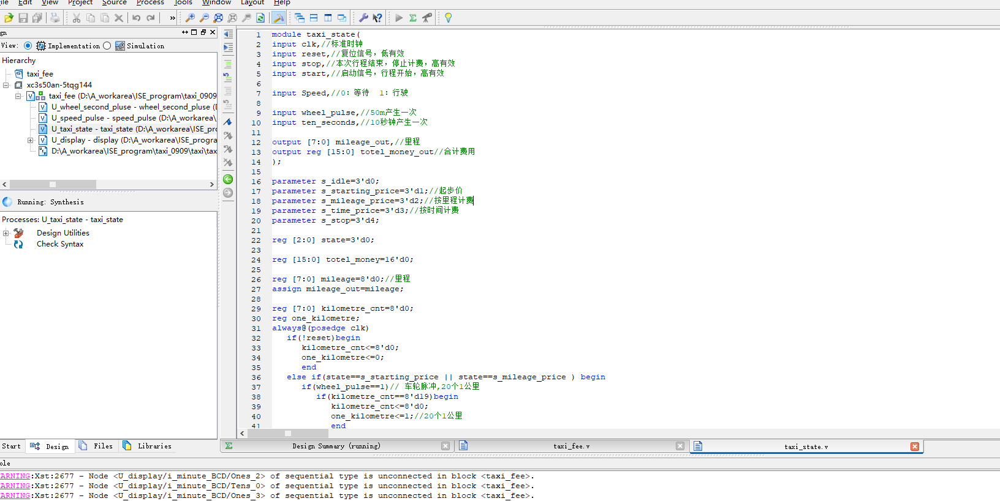 ile Edit View Project Source Process Tools Window Layout Help
gn
View: Implementation Simulation
Hierarchy
taxi_fee
xc3s50an-5tqg144
taxi_fee (D:\A_workarea\ISE_program\taxi_0909
U_wheel_second_pluse - wheel_second_pluse (
U_speed_pulse - speed_pulse (D:\A_workarea\
U_taxi_state - taxi_state (D:\A_workarea\ISE_pr
U_display - display (D:\A_workarea\ISE_progra
D:\A_workarea\ISE_program\taxi_0909\taxi\tax
Running: Synthesis
Processes: U_taxi_state - taxi_state
Design Utilities
Check Syntax
Start Design Files Libraries
1 module taxi_state(
2 input clk,//标准时钟
3 input reset,//复位信号，低有效
4 input stop,//本次行程结束，停止计费，高有效
5 input start,//启动信号，行程开始，高有效
6
7 input Speed,//0：等待  1：行驶
8
9 input wheel_pulse,//50m产生一次
10 input ten_seconds,//10秒钟产生一次
11
12 output [7:0] mileage_out,//里程
13 output reg [15:0] totel_money_out//合计费用
14 );
15
16 parameter s_idle=3'd0;
17 parameter s_starting_price=3'd1;//起步价
18 parameter s_mileage_price=3'd2;//按里程计费
19 parameter s_time_price=3'd3;//按时间计费
20 parameter s_stop=3'd4;
21
22 reg [2:0] state=3'd0;
23
24 reg [15:0] totel_money=16'd0;
25
26 reg [7:0] mileage=8'd0;//里程
27 assign mileage_out=mileage;
28
29 reg [7:0] kilometre_cnt=8'd0;
30 reg one_kilometre;
31 always@(posedge clk)
32 if(!reset)begin
33 kilometre_cnt<=8'd0;
34 one_kilometre<=0;
35 end
36 else if(state==s_starting_price || state==s_mileage_price ) begin
37 if(wheel_pulse==1)// 车轮脉冲,20个1公里
38 if(kilometre_cnt==8'd19)begin
39 kilometre_cnt<=8'd0;
40 one_kilometre<=1;//20个1公里
41 end
Design Summary (running) taxi_fee.v taxi_state.v
ole
ARNING:Xst:2677 - Node <U_display/i_minute_BCD/Ones_2> of sequential type is unconnected in block <taxi_fee>.
ARNING:Xst:2677 - Node <U_display/i_minute_BCD/Tens_0> of sequential type is unconnected in block <taxi_fee>.
ARNING:Xst:2677 - Node <U_display/i_minute_BCD/Ones_3> of sequential type is unconnected in block <taxi_fee>.